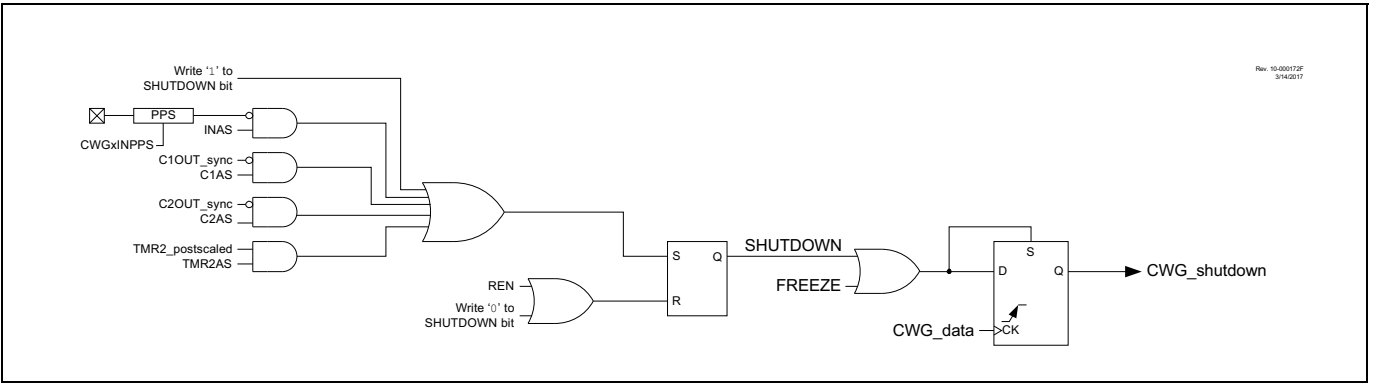 Write '1' to
SHUTDOWN bit
Rev. 10-000172F
3/14/2017
PPS
INAS
CWGxINPPS
C1OUT_sync
C1AS
C2OUT_sync
C2AS
TMR2_postscaled
TMR2AS
REN
Write '0' to
SHUTDOWN bit
S
Q
R
SHUTDOWN
FREEZE
S
D
Q
CK
CWG_data
CWG_shutdown